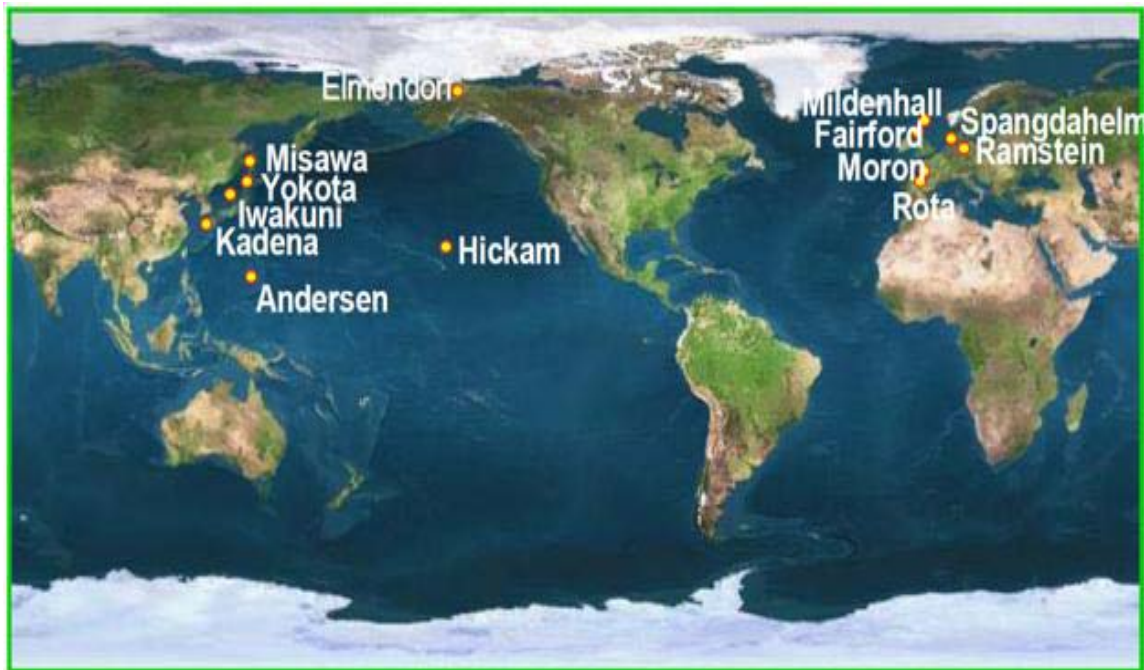 Elmendorf
Mildenhall
Fairford
Spangdahelm
Moron
Ramstein
Rota
Misawa
Yokota
Iwakuni
Kadena
Hickam
Andersen